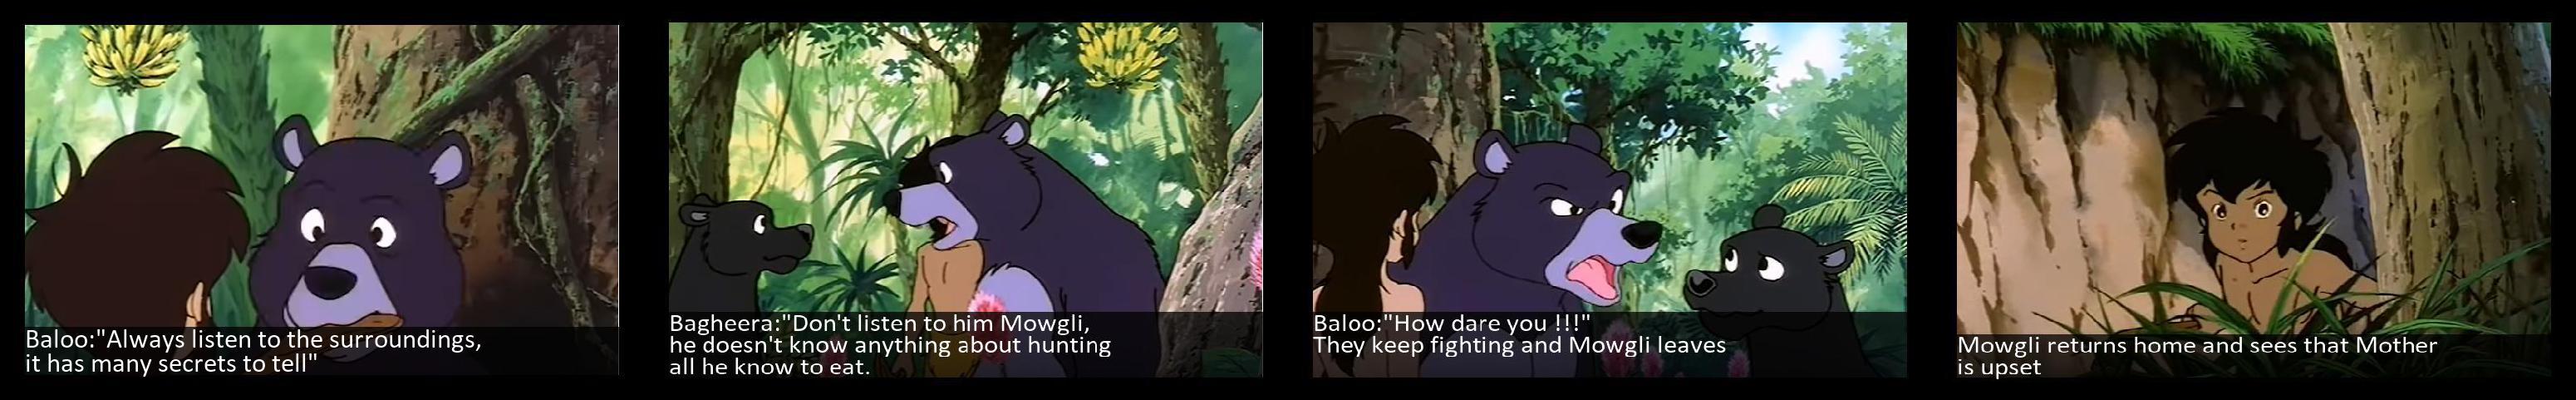 Baloo:"Always listen to the surroundings,
it has many secrets to tell"
Bagheera:"Don't listen to him Mowgli,
he doesn't know anything about hunting
all he know to eat.
Baloo:"How dare you !!!"
They keep fighting and Mowgli leaves
Mowgli returns home and sees that Mother
is upset